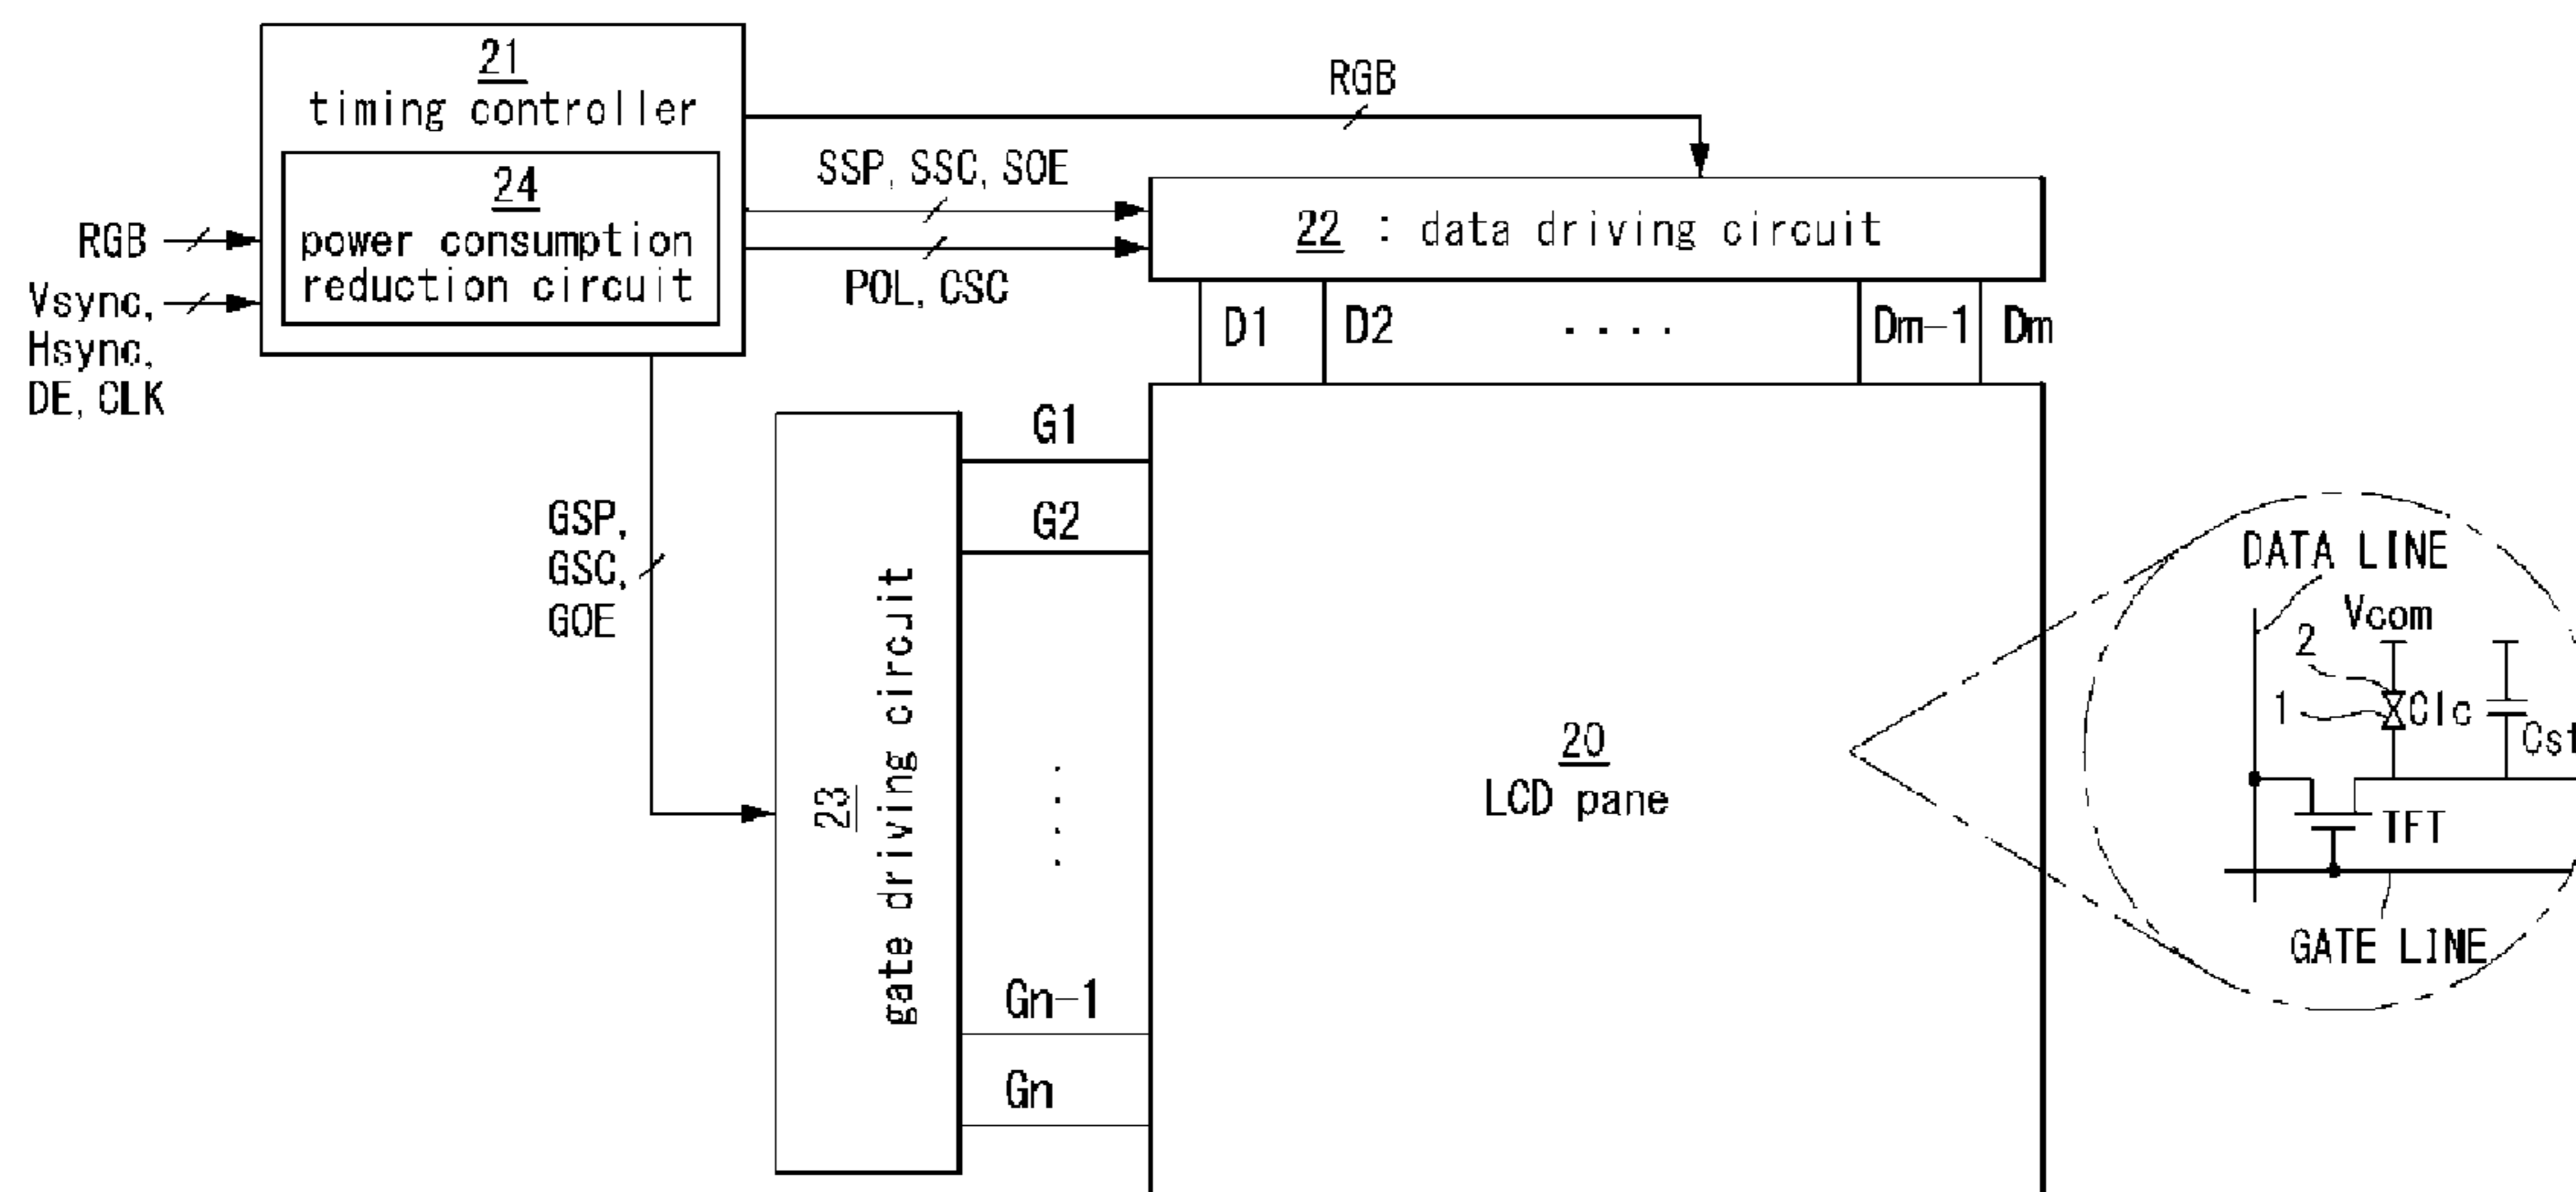 21
timing controller
24
power consumption
reduction circuit
RGB
Vsync,
Hsync,
DE, CLK
RGB
SSP, SSC, SOE
POL, CSC
22 : data driving circuit
D1 D2 .... Dm-1 Dm
GSP,
GSC,
GOE
23
gate driving circuit
G1
G2
Gn-1
Gn
20
LCD pane
DATA LINE
Vcom
2
1
Clc
TFT
GATE LINE